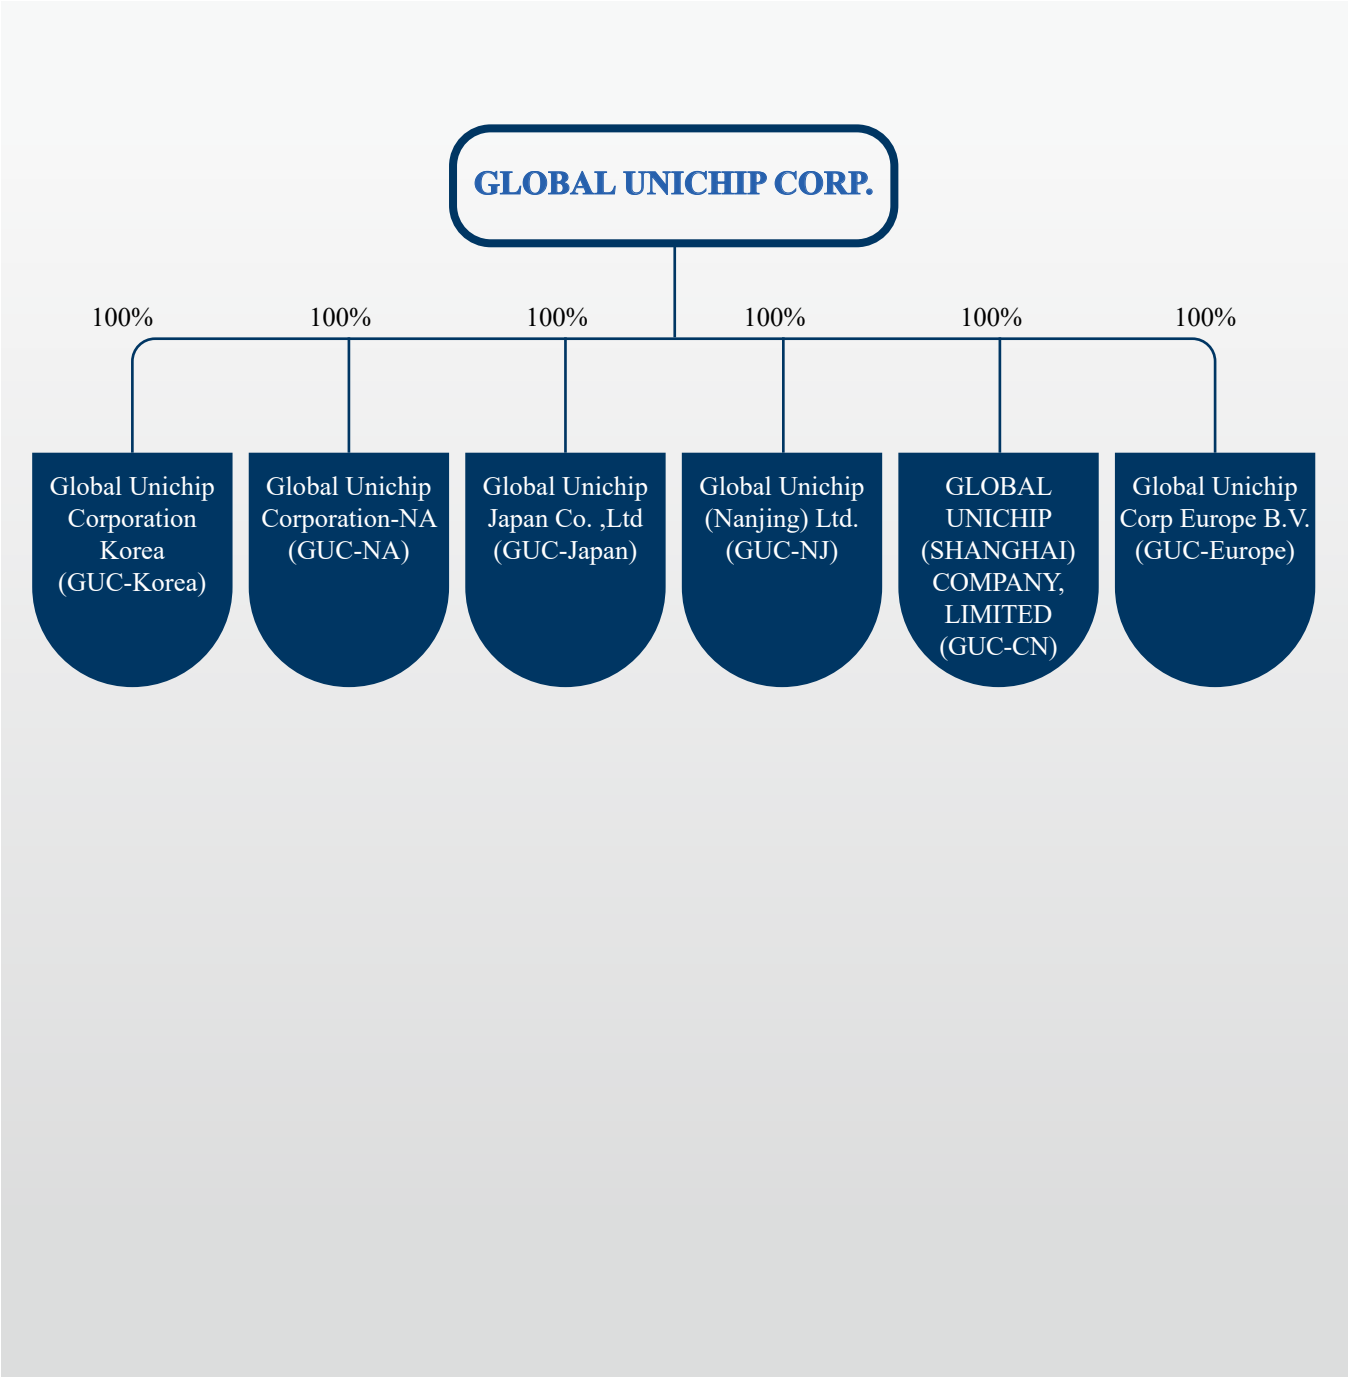 GLOBAL UNICHIP CORP.
100% 100% 100% 100% 100% 100%
Global Unichip
Corporation
Korea
(GUC-Korea)
Global Unichip
Corporation-NA
(GUC-NA)
Global Unichip
Japan Co. ,Ltd
(GUC-Japan)
Global Unichip
(Nanjing) Ltd.
(GUC-NJ)
GLOBAL
UNICHIP
(SHANGHAI)
COMPANY,
LIMITED
(GUC-CN)
Global Unichip
Corp Europe B.V.
(GUC-Europe)